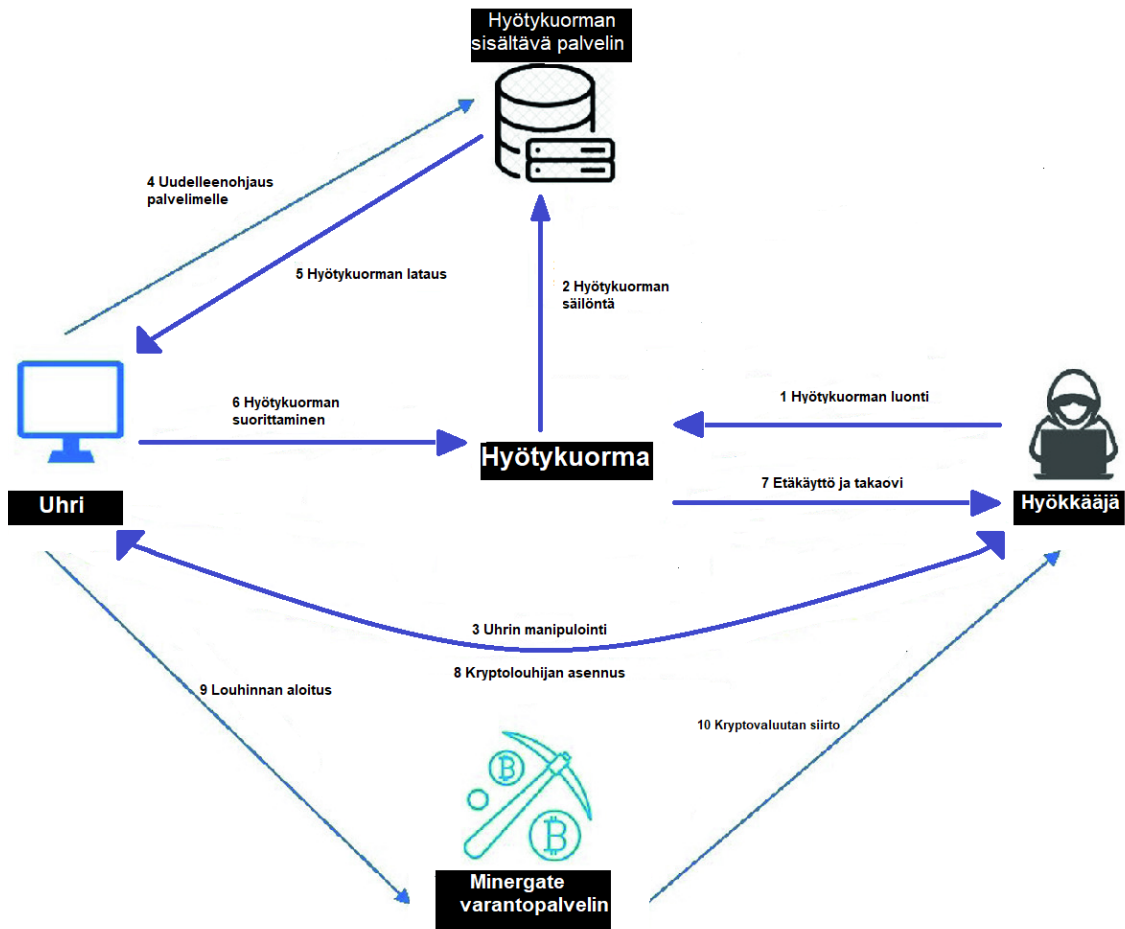 Hyötykuorman
sisältävä palvelin
4 Uudelleenohjaus
palvelimelle
5 Hyötykuorman lataus
2 Hyötykuorman
säilöntä
6 Hyötykuorman
suorittaminen
1 Hyötykuorman luonti
Hyötykuorma
7 Etäkäyttö ja takaovi
Uhri
Hyökkääjä
3 Uhrin manipulointi
8 Kryptolouhijan asennus
9 Louhinnan aloitus
10 Kryptovaluutan siirto
Minergate
varantopalvelin